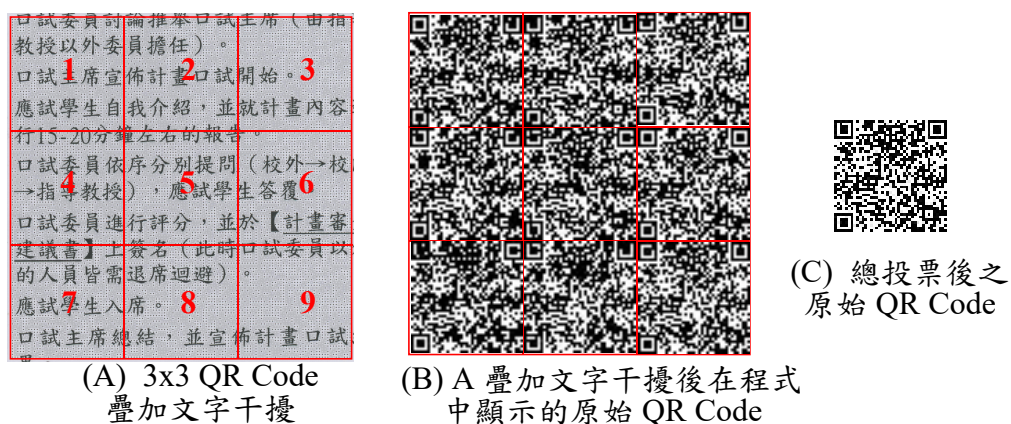 口試委員討論推舉口試主席（由指
教授以外委員擔任）。
口試主席宣佈計畫口試開始。
應試學生自我介紹，並就計畫內容
行15-20分鐘左右的報告。
口試委員依序分別提問（校外→校
→指導教授），應試學生答覆
口試委員進行評分，並於【計畫審
建議書】上簽名（此時口試委員以
的人員皆需退席迴避）。
應試學生入席。
口試主席總結，並宣佈計畫口試
1 2 3
4 5 6
7 8 9
(A) 3x3 QR Code
疊加文字干擾
(B) A 疊加文字干擾後在程式
中顯示的原始 QR Code
(C) 總投票後之
原始 QR Code